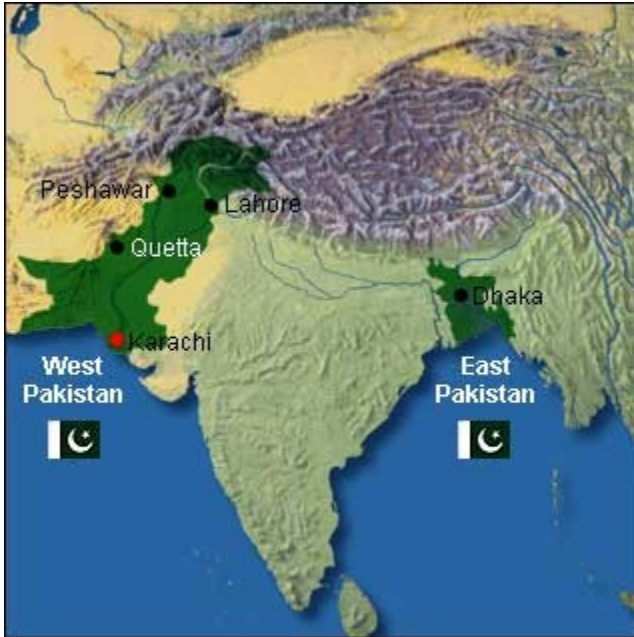 Peshawar
Lahore
Quetta
Dhaka
Karachi
West
Pakistan
East
Pakistan